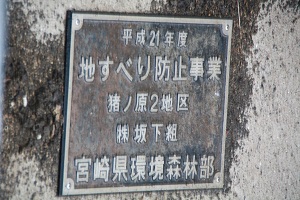 平成21年度
地すべり防止事業
猪ノ原2地区
㈱坂下組
宮崎県環境森林部